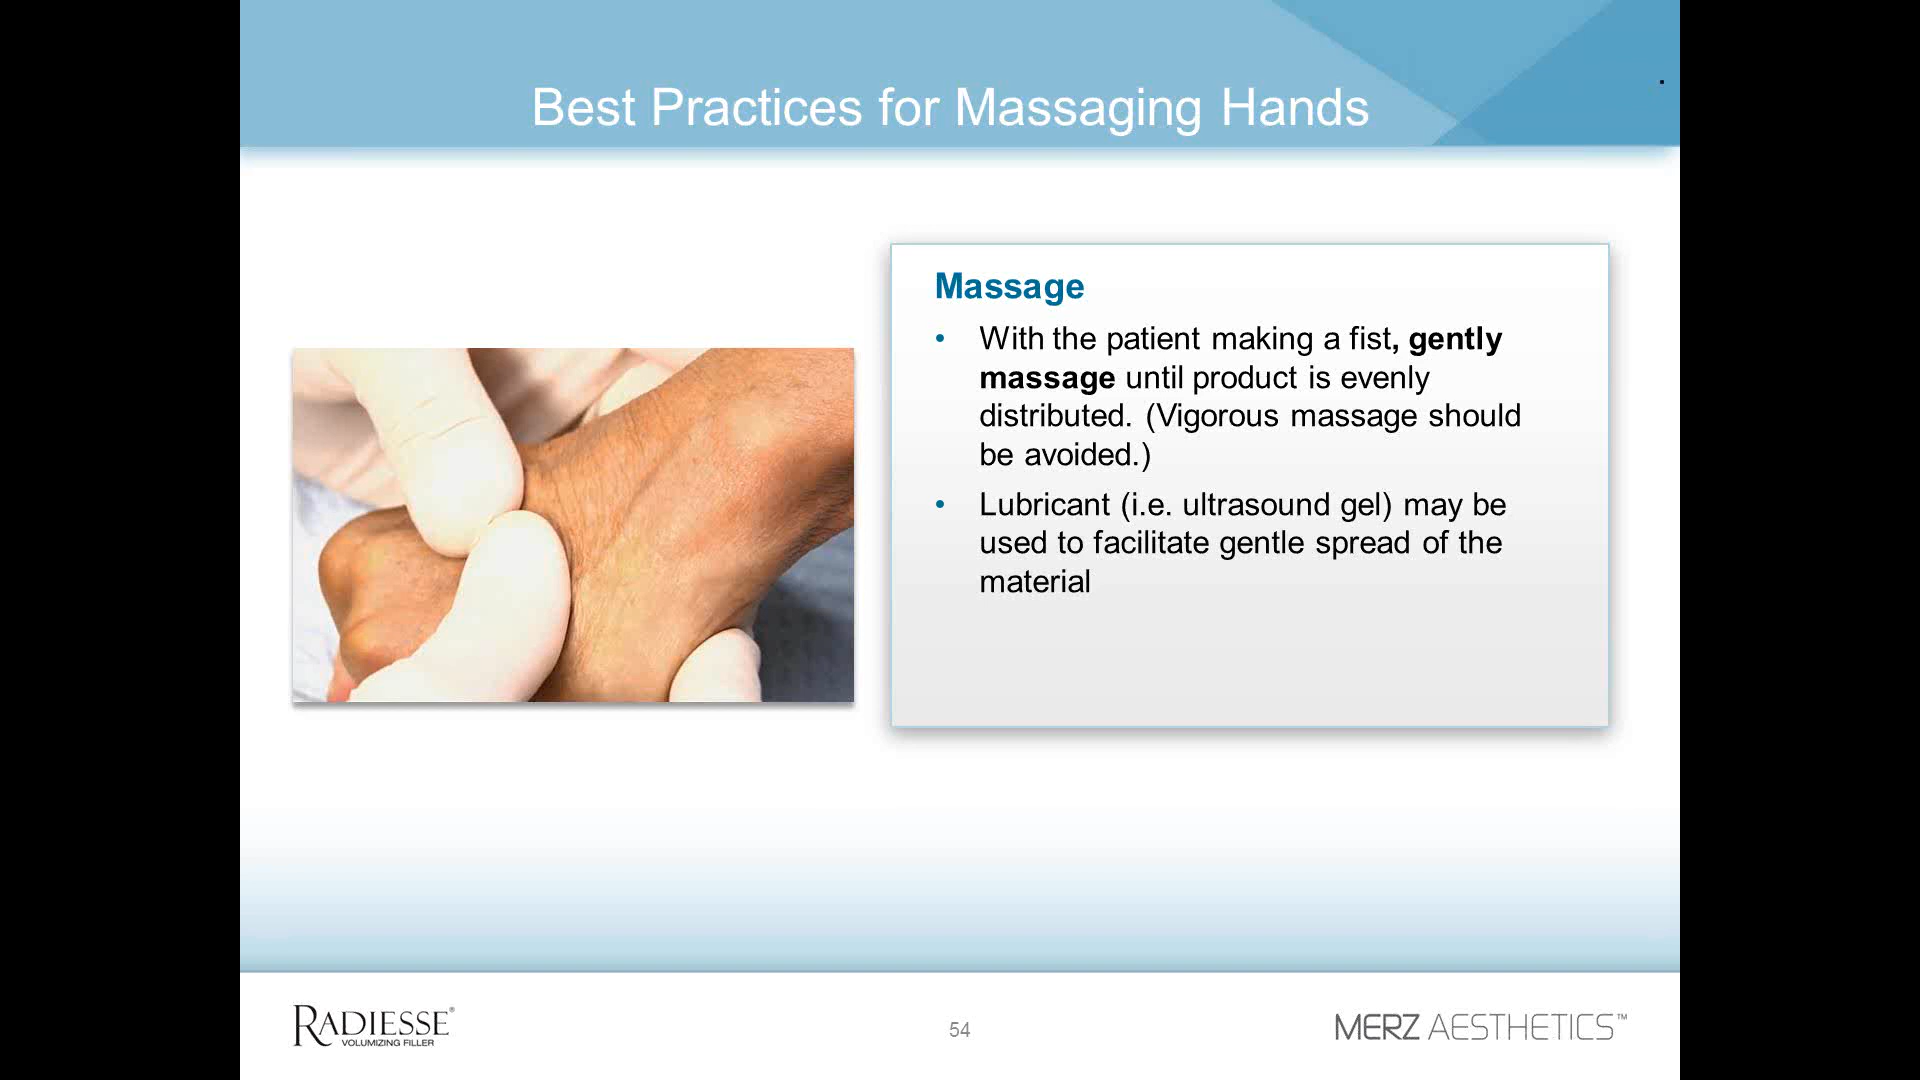 Best Practices for Massaging Hands
Massage
• With the patient making a fist, gently
massage until product is evenly
distributed. (Vigorous massage should
be avoided.)
• Lubricant (i.e. ultrasound gel) may be
used to facilitate gentle spread of the
material
RADIESSE®
VOLUMIZING FILLER
54
MERZ AESTHETICS™